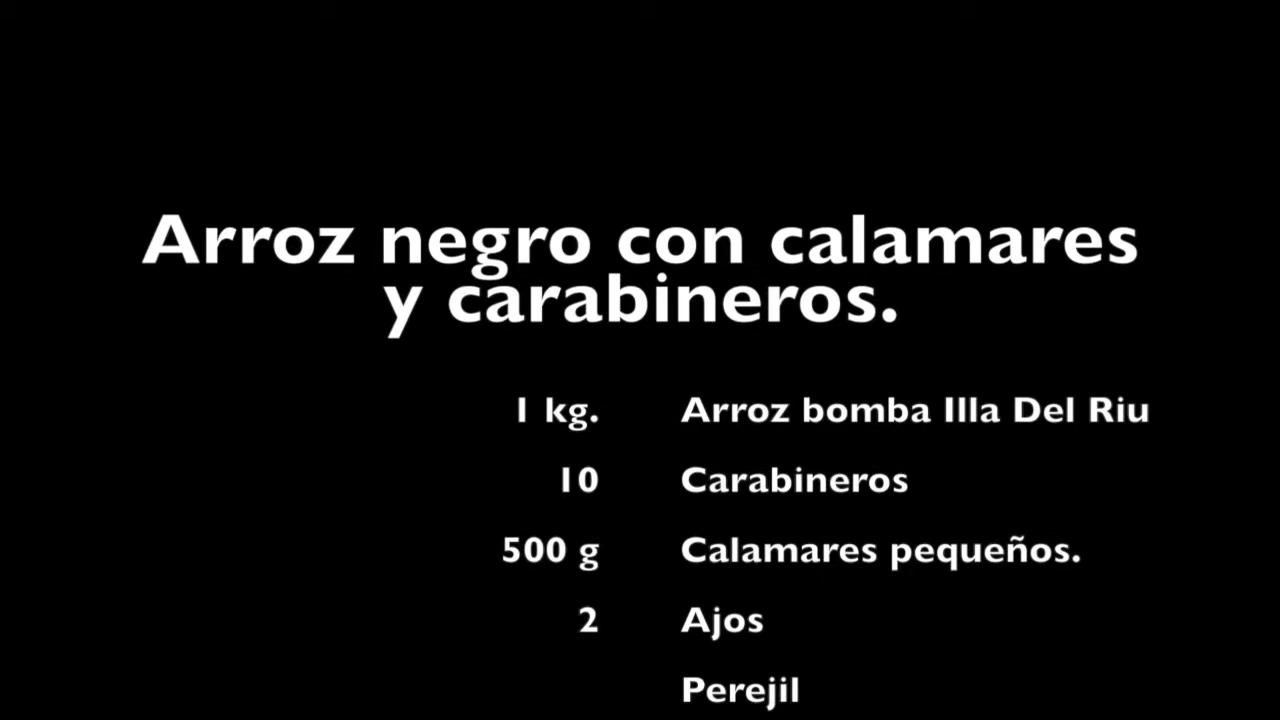 Arroz negro con calamares
y carabineros.
1 kg. Arroz bomba Illa Del Riu
10 Carabineros
500 g Calamares pequeños.
2 Ajos
Perejil